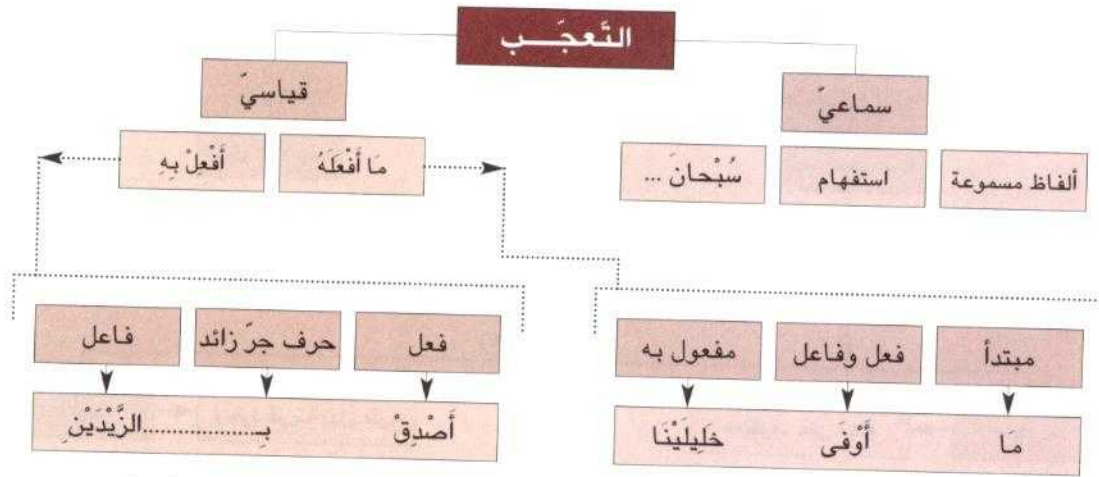 التَّعجّـــب
سماعيّ
قياسيّ
ألفاظ مسموعة
استفهام
سُبْحانَ ...
مَا أَفْعَلَهُ
أَفْعِلْ بِهِ
مبتدأ
فعل وفاعل
مفعول به
مَا
أَوْفَى
خَلِيلَيْنَا
فعل
حرف جرّ زائد
فاعل
أَصْدِقْ
بِـ..................الزَّيْدَيْنِ